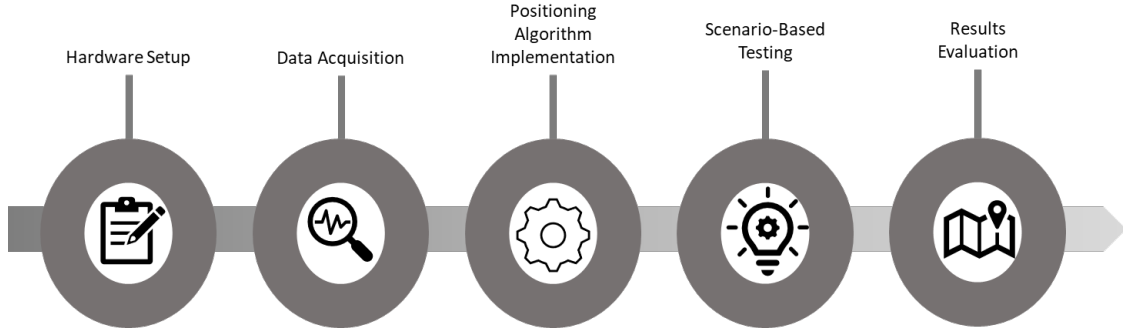 Hardware Setup
Data Acquisition
Positioning
Algorithm
Implementation
Scenario-Based
Testing
Results
Evaluation